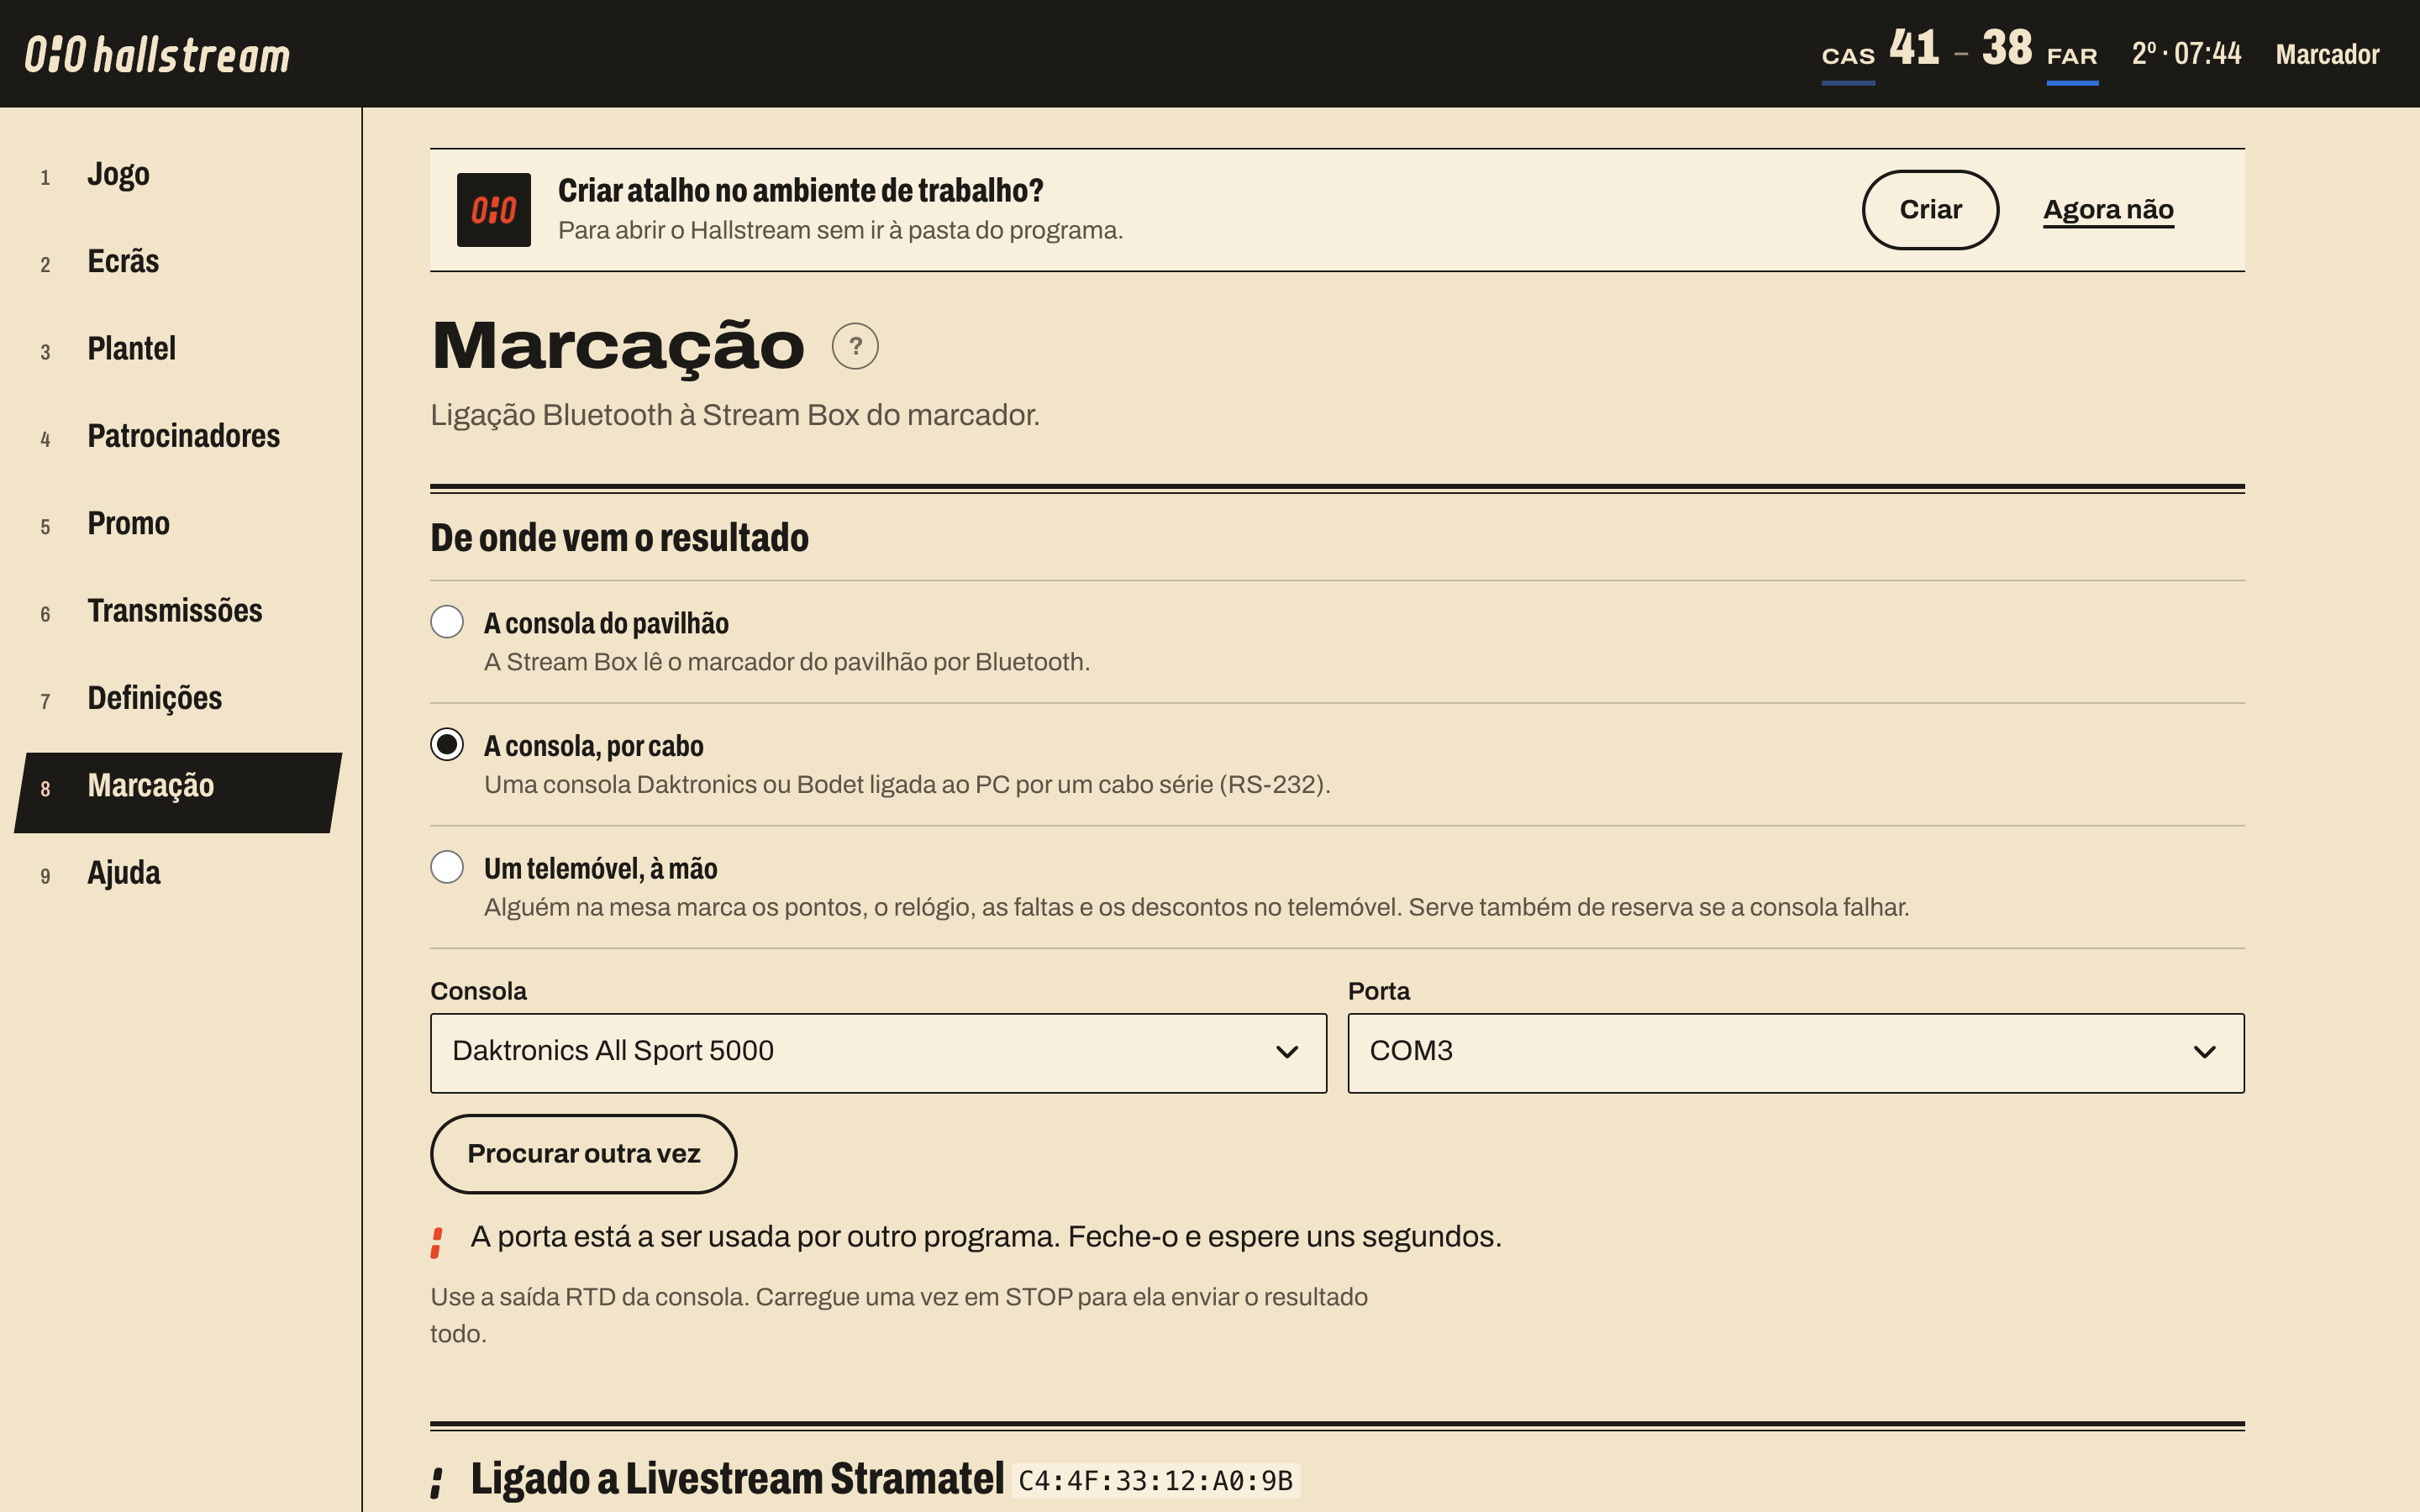 0:0 hallstream
CAS 41 – 38 FAR 2º · 07:44 Marcador
1 Jogo
2 Ecrãs
3 Plantel
4 Patrocinadores
5 Promo
6 Transmissões
7 Definições
8 Marcação
9 Ajuda
0:0
Criar atalho no ambiente de trabalho?
Para abrir o Hallstream sem ir à pasta do programa.
Criar
Agora não
Marcação ?
Ligação Bluetooth à Stream Box do marcador.
De onde vem o resultado
A consola do pavilhão
A Stream Box lê o marcador do pavilhão por Bluetooth.
A consola, por cabo
Uma consola Daktronics ou Bodet ligada ao PC por um cabo série (RS-232).
Um telemóvel, à mão
Alguém na mesa marca os pontos, o relógio, as faltas e os descontos no telemóvel. Serve também de reserva se a consola falhar.
Consola
Daktronics All Sport 5000
Porta
COM3
Procurar outra vez
A porta está a ser usada por outro programa. Feche-o e espere uns segundos.
Use a saída RTD da consola. Carregue uma vez em STOP para ela enviar o resultado
todo.
Ligado a Livestream Stramatel C4:4F:33:12:A0:9B